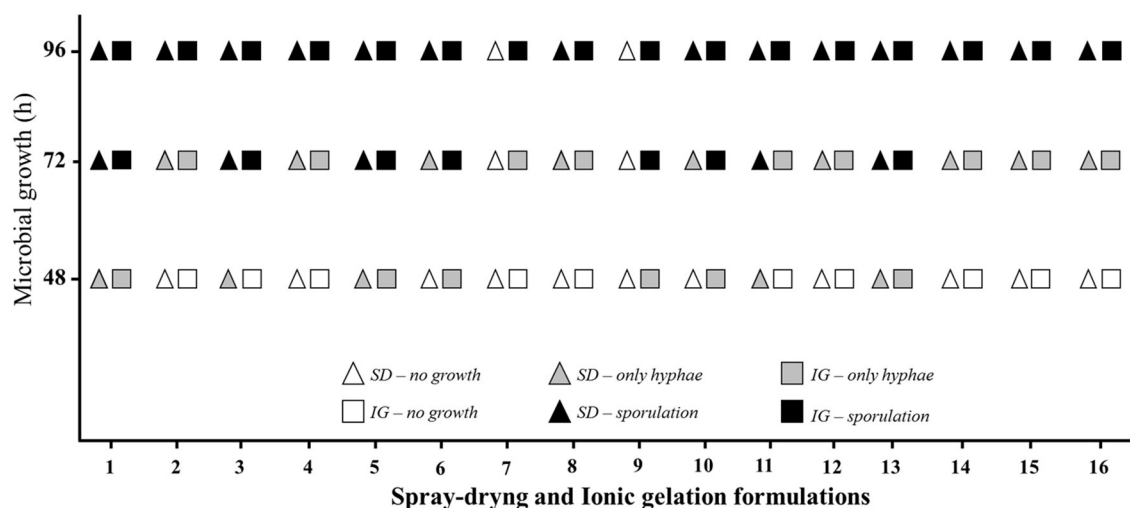 Microbial growth (h)
96
72
48
SD – no growth
SD – only hyphae
IG – only hyphae
IG – no growth
SD – sporulation
IG – sporulation
1 2 3 4 5 6 7 8 9 10 11 12 13 14 15 16
Spray-dryng and Ionic gelation formulations